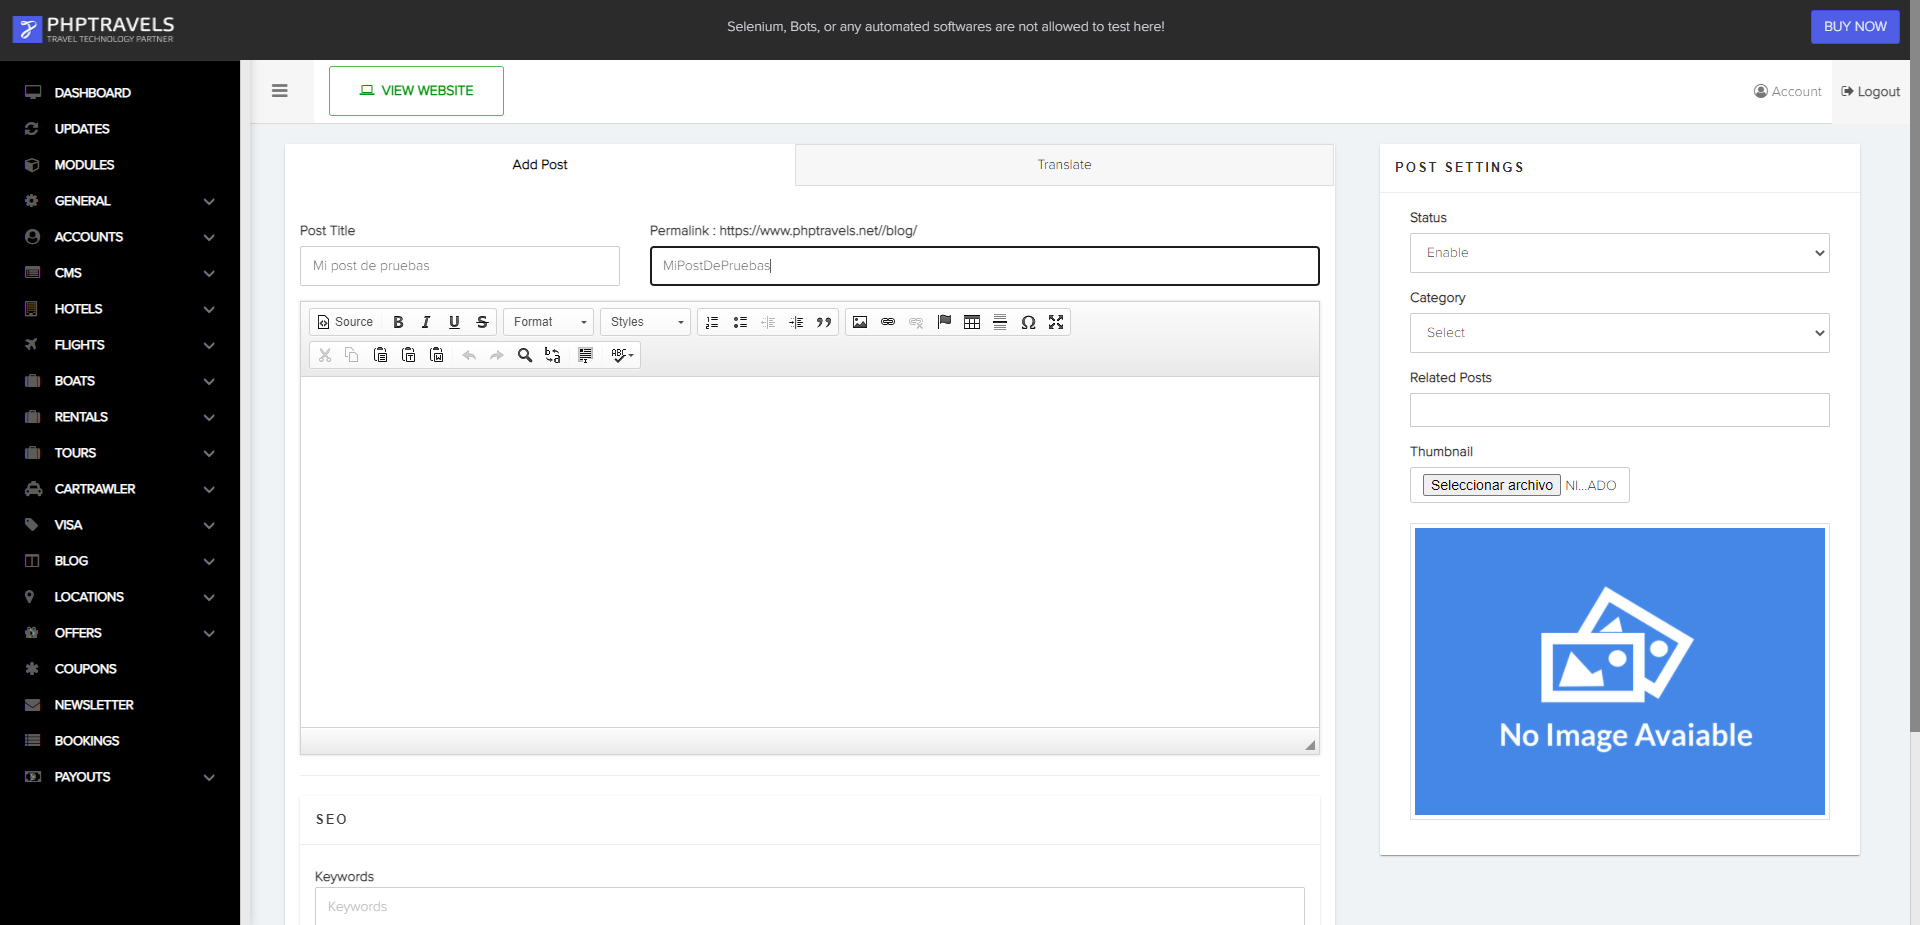 PHPTRAVELS
TRAVEL TECHNOLOGY PARTNER
Selenium, Bots, or any automated softwares are not allowed to test here!
BUY NOW
VIEW WEBSITE
Account
Logout
DASHBOARD
UPDATES
MODULES
GENERAL
ACCOUNTS
CMS
HOTELS
FLIGHTS
BOATS
RENTALS
TOURS
CARTRAWLER
VISA
BLOG
LOCATIONS
OFFERS
COUPONS
NEWSLETTER
BOOKINGS
PAYOUTS
Add Post
Translate
Post Title
Permalink : https://www.phptravels.net//blog/
Mi post de pruebas
MiPostDePruebas
Source B I U S Format Styles
ABC
SEO
Keywords
Keywords
POST SETTINGS
Status
Enable
Category
Select
Related Posts
Thumbnail
Seleccionar archivo NI...ADO
No Image Avaiable